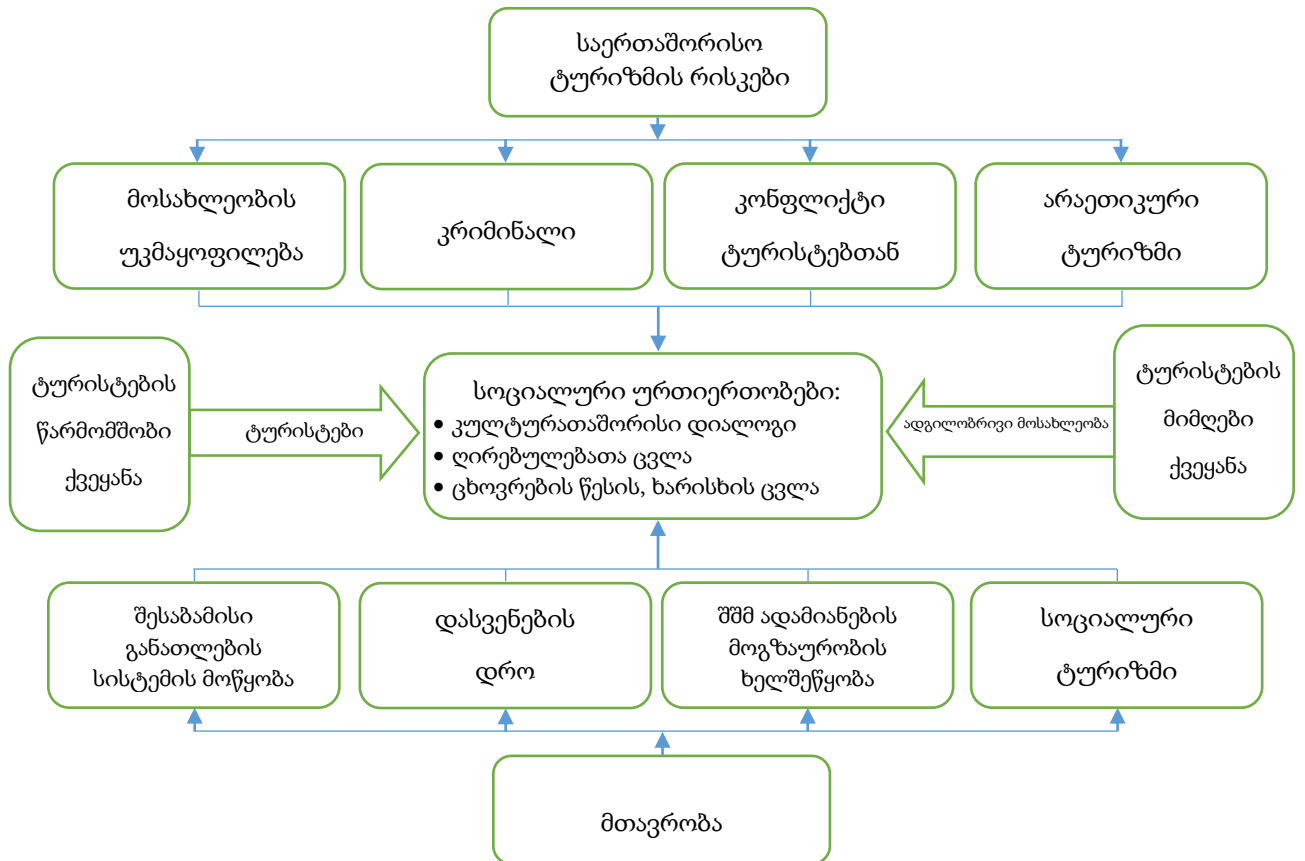 საერთაშორისო
ტურიზმის რისკები
მოსახლეობის
უკმაყოფილება
კრიმინალი
კონფლიქტი
ტურისტებთან
არაეთიკური
ტურიზმი
ტურისტების
წარმომშობი
ქვეყანა
ტურისტები
სოციალური ურთიერთობები:
• კულტურათაშორისი დიალოგი
• ღირებულებათა ცვლა
• ცხოვრების წესის, ხარისხის ცვლა
ადგილობრივი მოსახლეობა
ტურისტების
მიმღები
ქვეყანა
შესაბამისი
განათლების
სისტემის მოწყობა
დასვენების
დრო
შშმ ადამიანების
მოგზაურობის
ხელშეწყობა
სოციალური
ტურიზმი
მთავრობა